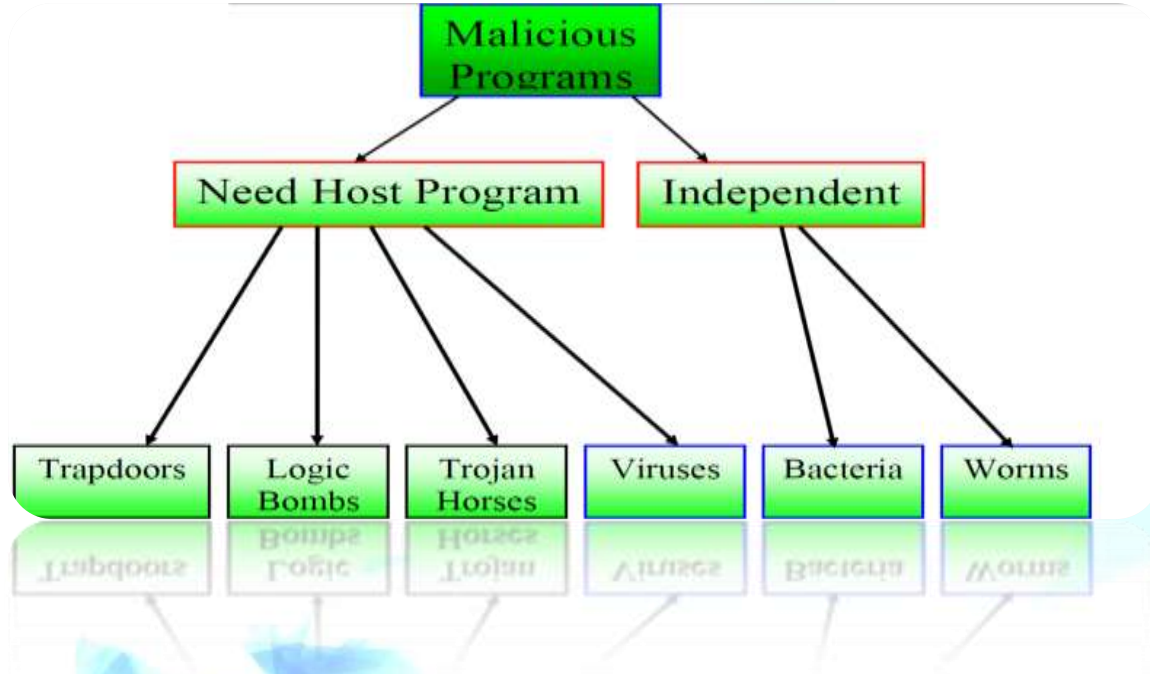 Malicious
Programs
Need Host Program
Independent
Trapdoors
Logic
Bombs
Trojan
Horses
Viruses
Bacteria
Worms